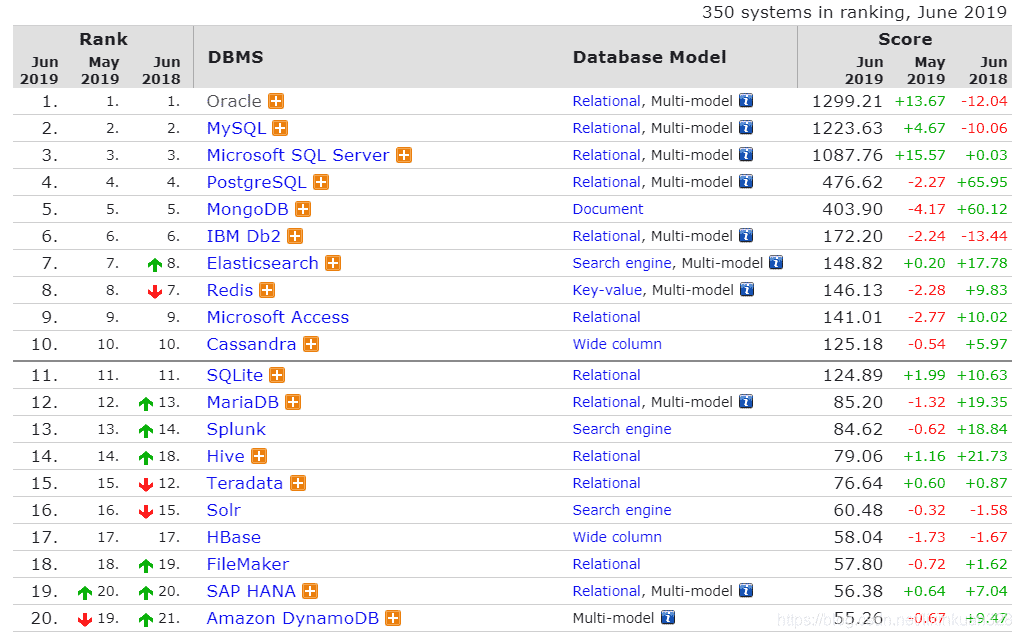 350 systems in ranking, June 2019
Rank DBMS Database Model Score
Jun 2019 May 2019 Jun 2018 Jun 2019 May 2019 Jun 2018
1. 1. 1. Oracle Relational, Multi-model i 1299.21 +13.67 -12.04
2. 2. 2. MySQL Relational, Multi-model i 1223.63 +4.67 -10.06
3. 3. 3. Microsoft SQL Server Relational, Multi-model i 1087.76 +15.57 +0.03
4. 4. 4. PostgreSQL Relational, Multi-model i 476.62 -2.27 +65.95
5. 5. 5. MongoDB Document 403.90 -4.17 +60.12
6. 6. 6. IBM Db2 Relational, Multi-model i 172.20 -2.24 -13.44
7. 7. 8. Elasticsearch Search engine, Multi-model i 148.82 +0.20 +17.78
8. 8. 7. Redis Key-value, Multi-model i 146.13 -2.28 +9.83
9. 9. 9. Microsoft Access Relational 141.01 -2.77 +10.02
10. 10. 10. Cassandra Wide column 125.18 -0.54 +5.97
11. 11. 11. SQLite Relational 124.89 +1.99 +10.63
12. 12. 13. MariaDB Relational, Multi-model i 85.20 -1.32 +19.35
13. 13. 14. Splunk Search engine 84.62 -0.62 +18.84
14. 14. 18. Hive Relational 79.06 +1.16 +21.73
15. 15. 12. Teradata Relational 76.64 +0.60 +0.87
16. 16. 15. Solr Search engine 60.48 -0.32 -1.58
17. 17. 17. HBase Wide column 58.04 -1.73 -1.67
18. 18. 19. FileMaker Relational 57.80 -0.72 +1.62
19. 20. 20. SAP HANA Relational, Multi-model i 56.38 +0.64 +7.04
20. 19. 21. Amazon DynamoDB Multi-model i 55.26 -0.67 +9.47